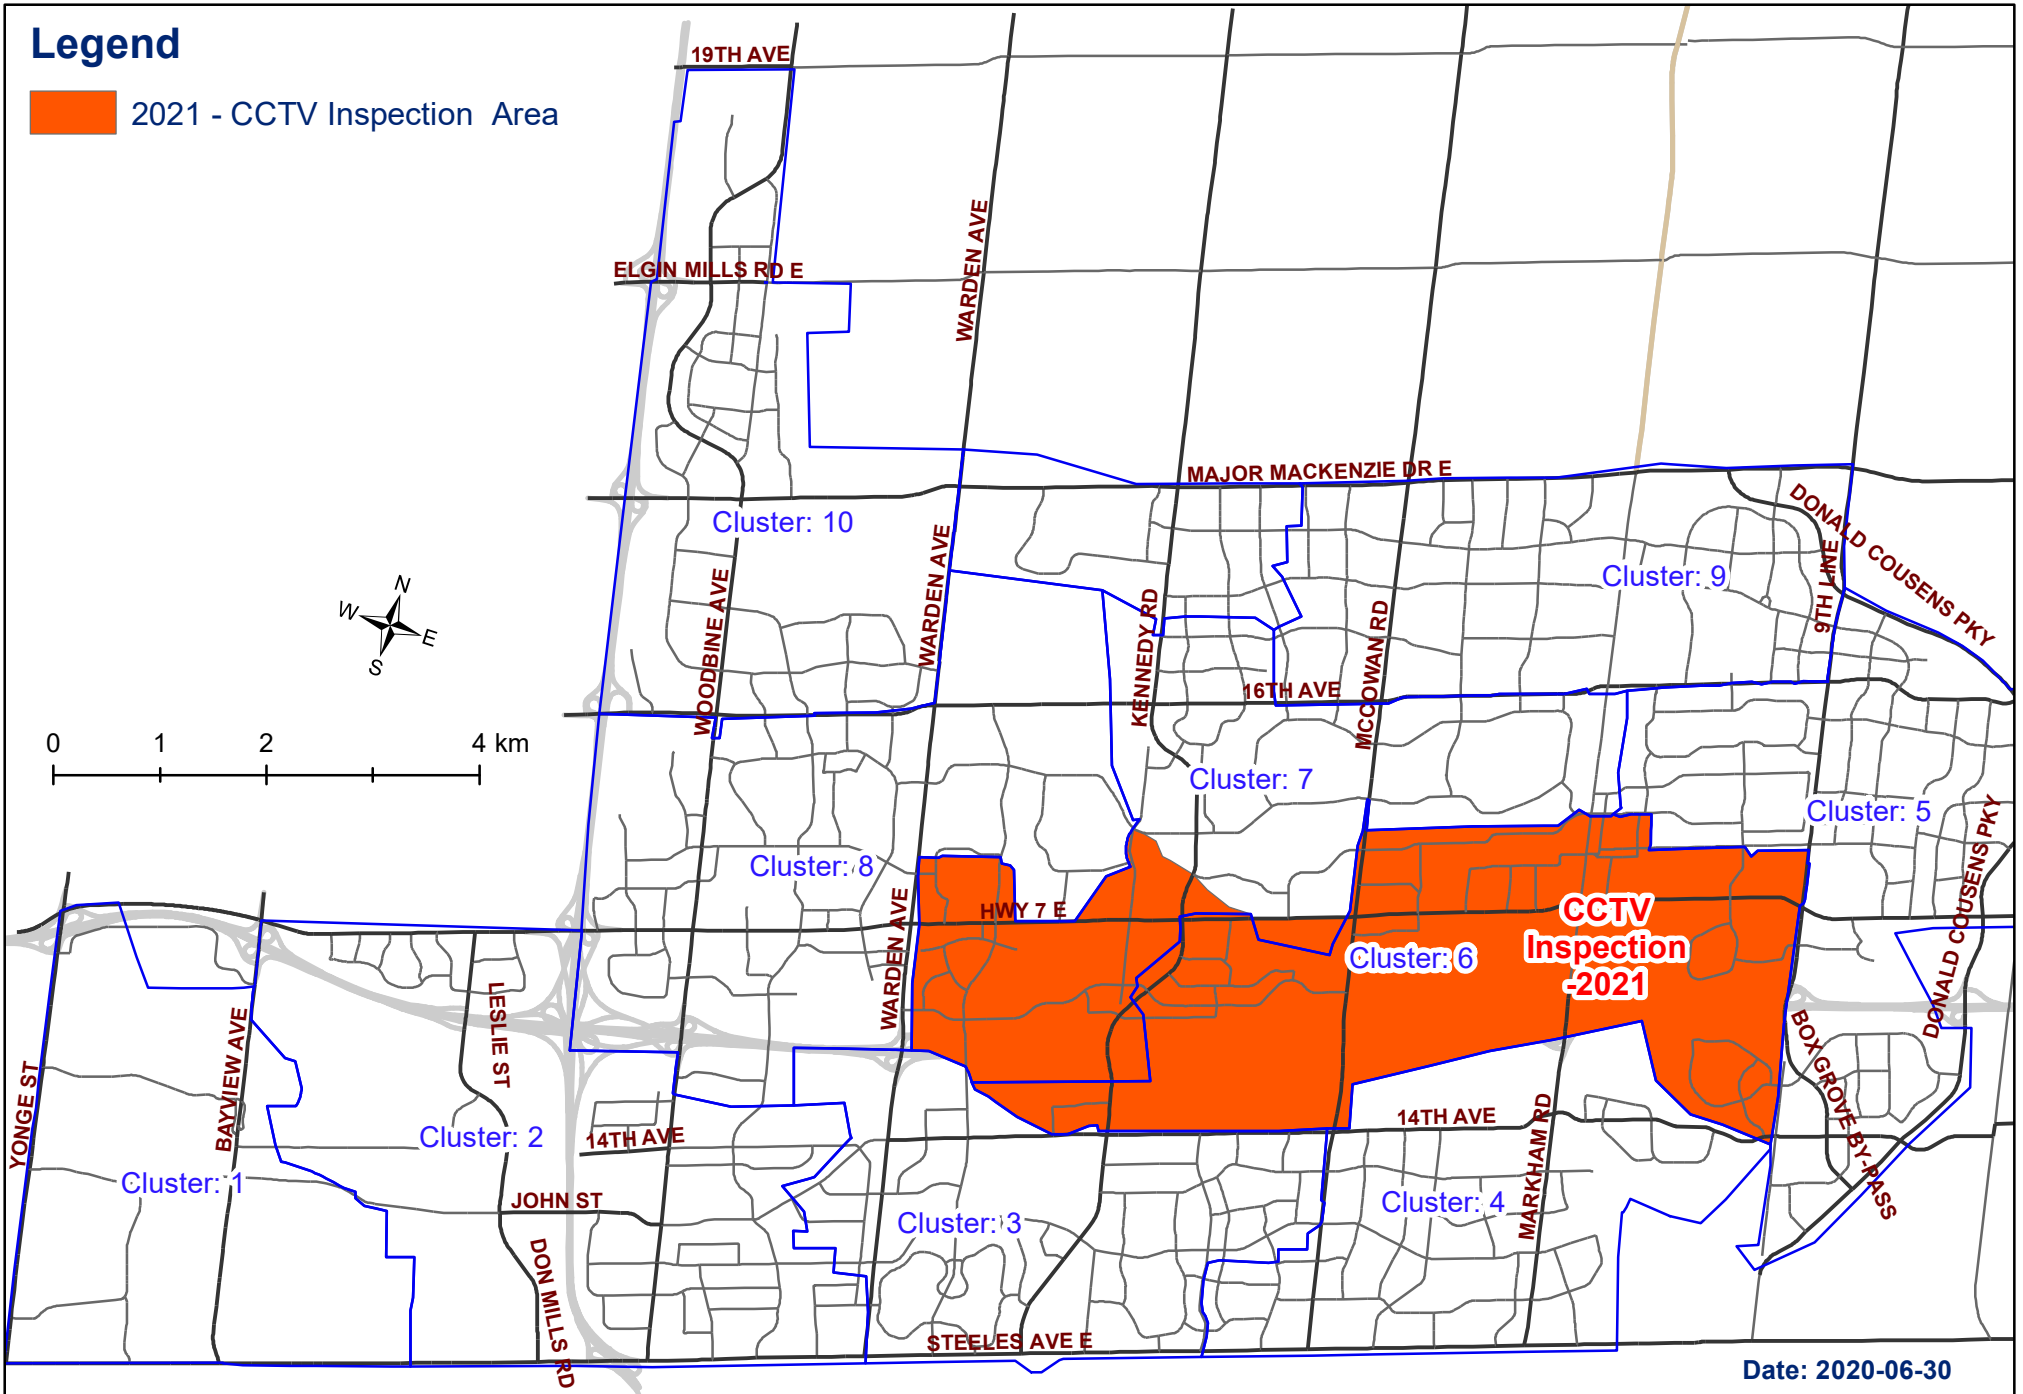 Legend
2021 - CCTV Inspection Area
19TH AVE
ELGIN MILLS RD E
WARDEN AVE
MAJOR MACKENZIE DR E
DONALD COUSENS PKY
Cluster: 10
WARDEN AVE
9TH LINE
Cluster: 9
N
W
E
S
WOODBINE AVE
KENNEDY RD
MCCOWAN RD
16TH AVE
0 1 2 4 km
Cluster: 7
Cluster: 5
Cluster: 8
WARDEN AVE
HWY 7 E
CCTV
Inspection
-2021
Cluster: 6
DONALD COUSENS PKY
LESLIE ST
BAYVIEW AVE
YONGE ST
BOXGROVE BY-PASS
14TH AVE
14TH AVE
MARKHAM RD
Cluster: 2
Cluster: 1
JOHN ST
Cluster: 3
Cluster: 4
DON MILLS RD
STEELES AVE E
Date: 2020-06-30